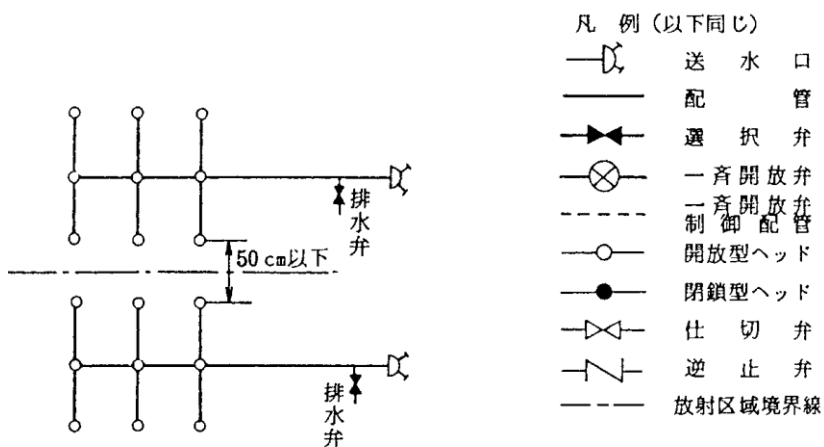 凡 例(以下同じ)
送水口
配管
選択弁
一斉開放弁
一斉開放弁
制御配管
開放型ヘッド
閉鎖型ヘッド
仕切弁
逆止弁
放射区域境界線
排水弁
50cm以下
排水弁